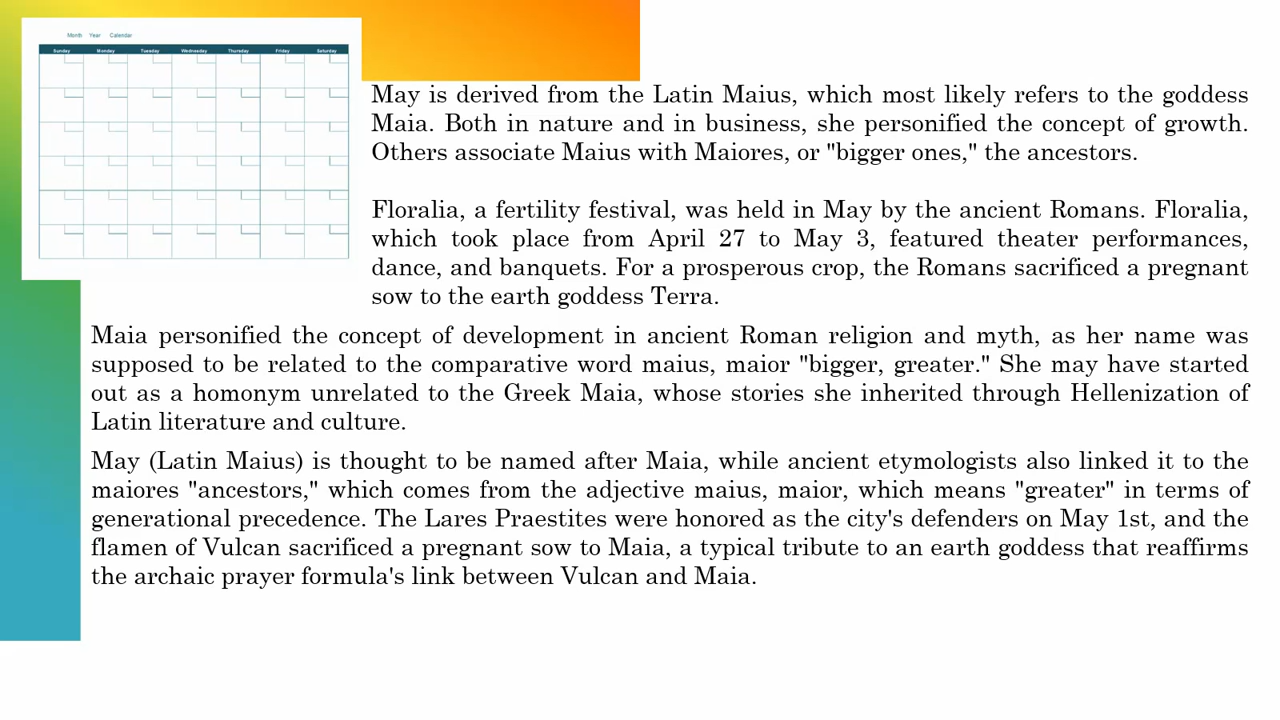 Month Year Calendar
Sunday Monday Tuesday Wednesday Thursday Friday Saturday
May is derived from the Latin Maius, which most likely refers to the goddess
Maia. Both in nature and in business, she personified the concept of growth.
Others associate Maius with Maiores, or "bigger ones," the ancestors.
Floralia, a fertility festival, was held in May by the ancient Romans. Floralia,
which took place from April 27 to May 3, featured theater performances,
dance, and banquets. For a prosperous crop, the Romans sacrificed a pregnant
sow to the earth goddess Terra.
Maia personified the concept of development in ancient Roman religion and myth, as her name was
supposed to be related to the comparative word maius, maior "bigger, greater." She may have started
out as a homonym unrelated to the Greek Maia, whose stories she inherited through Hellenization of
Latin literature and culture.
May (Latin Maius) is thought to be named after Maia, while ancient etymologists also linked it to the
maiores "ancestors," which comes from the adjective maius, maior, which means "greater" in terms of
generational precedence. The Lares Praestites were honored as the city's defenders on May 1st, and the
flamen of Vulcan sacrificed a pregnant sow to Maia, a typical tribute to an earth goddess that reaffirms
the archaic prayer formula's link between Vulcan and Maia.